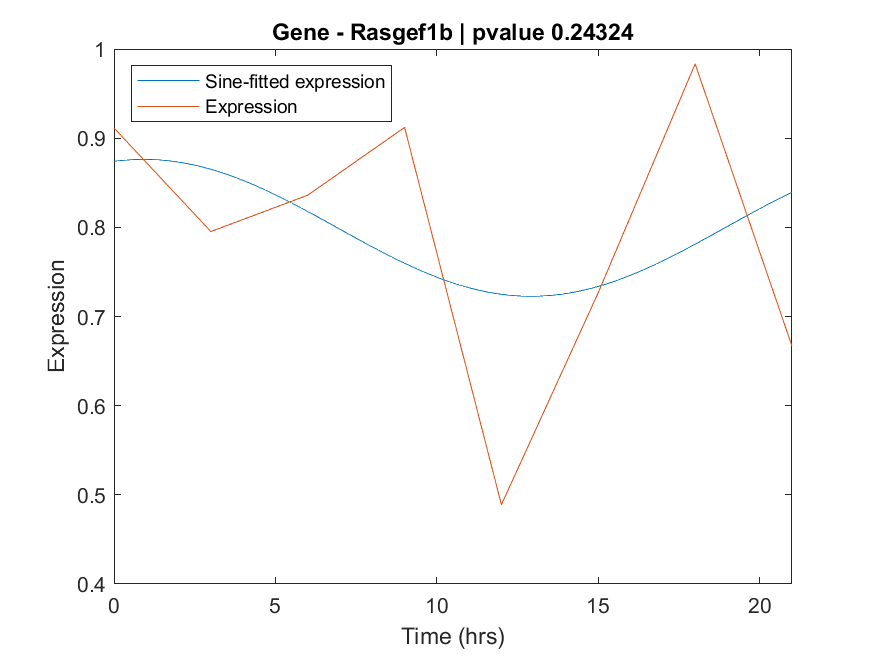 Gene - Rasgef1b | pvalue 0.24324
Sine-fitted expression
Expression
1
0.9
0.8
0.7
0.6
0.5
0.4
Expression
0 5 10 15 20
Time (hrs)